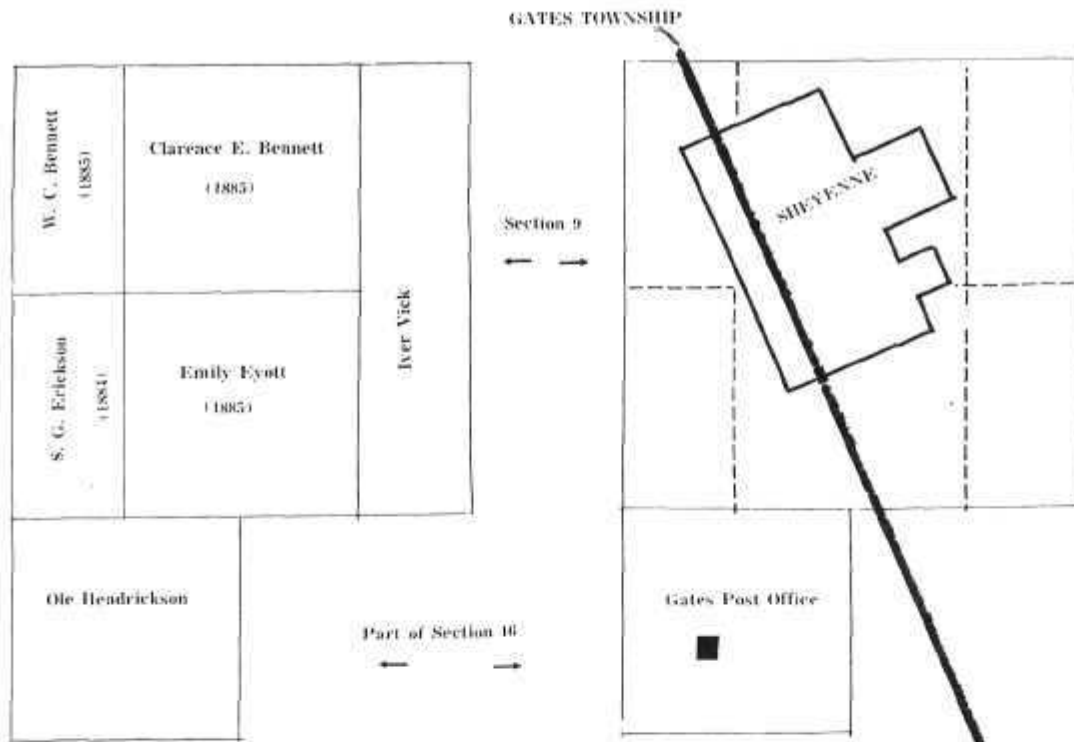 GATES TOWNSHIP
W. C. Bennett
(1885)
Clarence E. Bennett
(1885)
Iver Vick
Section 9
SHEYENNE
S. G. Erickson
(1884)
Emily Eyott
(1885)
Ole Hendrickson
Part of Section 16
Gates Post Office